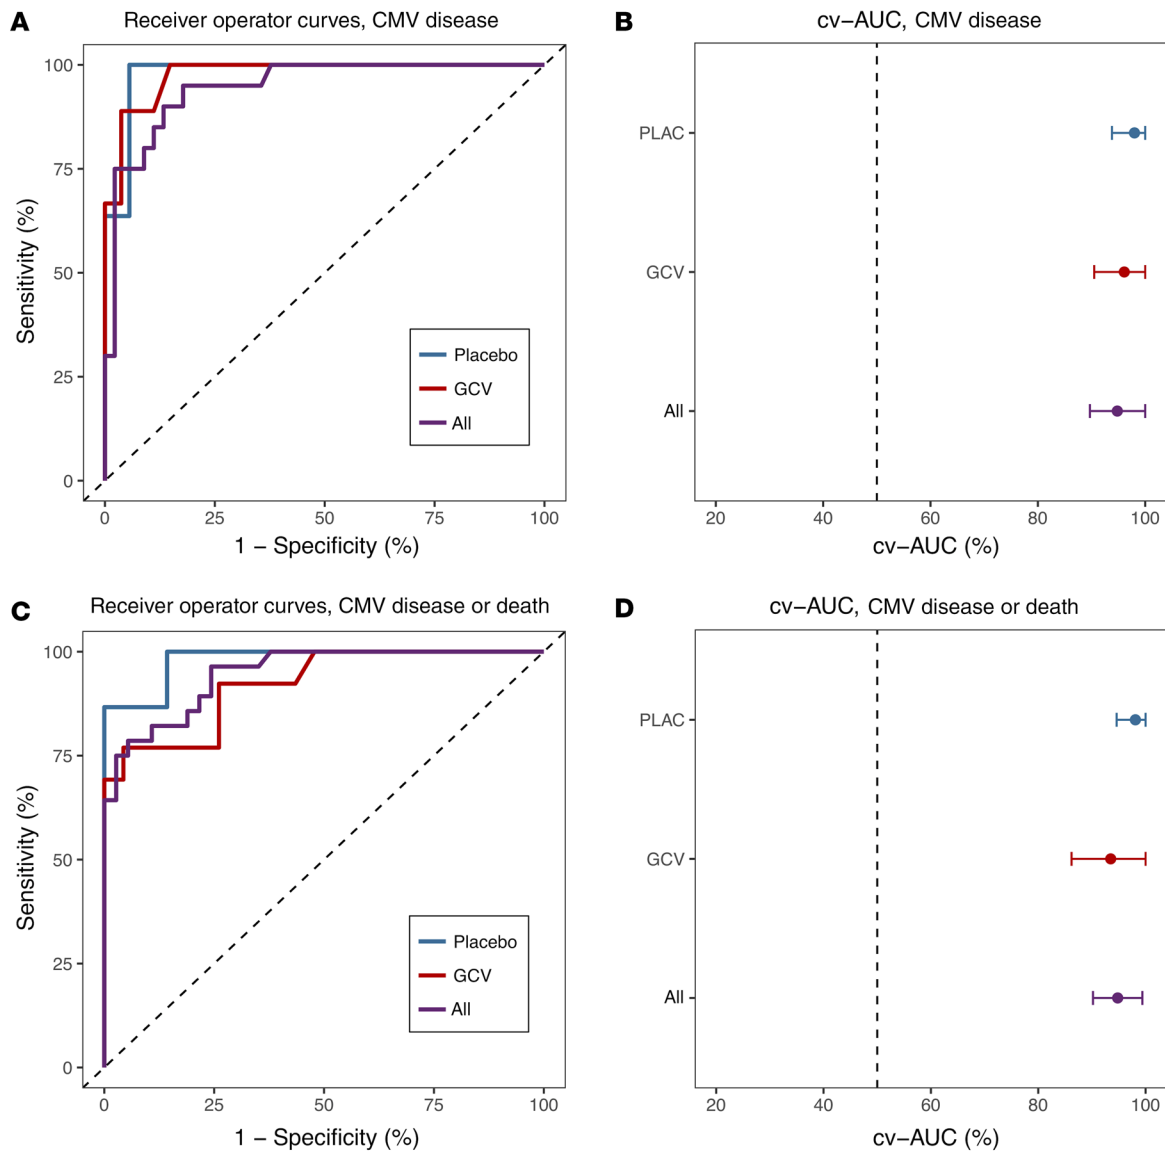 A
Receiver operator curves, CMV disease
100
75
50
25
0
Sensitivity (%)
Placebo
GCV
All
0 25 50 75 100
1 − Specificity (%)
B
cv−AUC, CMV disease
PLAC
GCV
All
20 40 60 80 100
cv−AUC (%)
C
Receiver operator curves, CMV disease or death
100
75
50
25
0
Sensitivity (%)
Placebo
GCV
All
0 25 50 75 100
1 − Specificity (%)
D
cv−AUC, CMV disease or death
PLAC
GCV
All
20 40 60 80 100
cv−AUC (%)